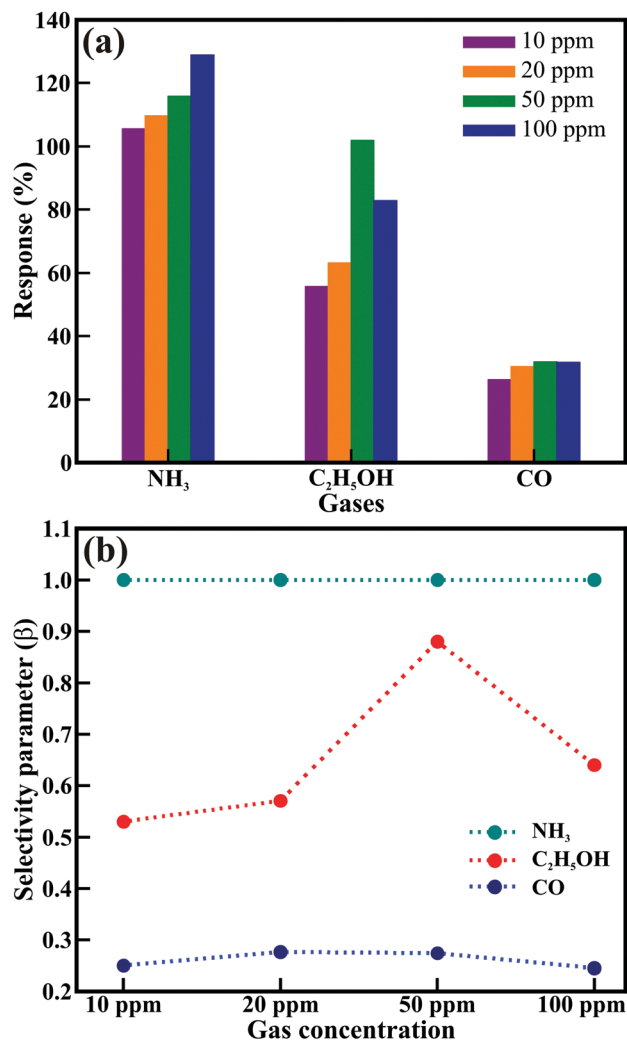 (a)
140
120
100
80
60
40
20
0
Response (%)
10 ppm
20 ppm
50 ppm
100 ppm
NH₃ C₂H₅OH CO
Gases
(b)
1.1
1.0
0.9
0.8
0.7
0.6
0.5
0.4
0.3
0.2
Selectivity parameter (β)
NH₃
C₂H₅OH
CO
10 ppm 20 ppm 50 ppm 100 ppm
Gas concentration